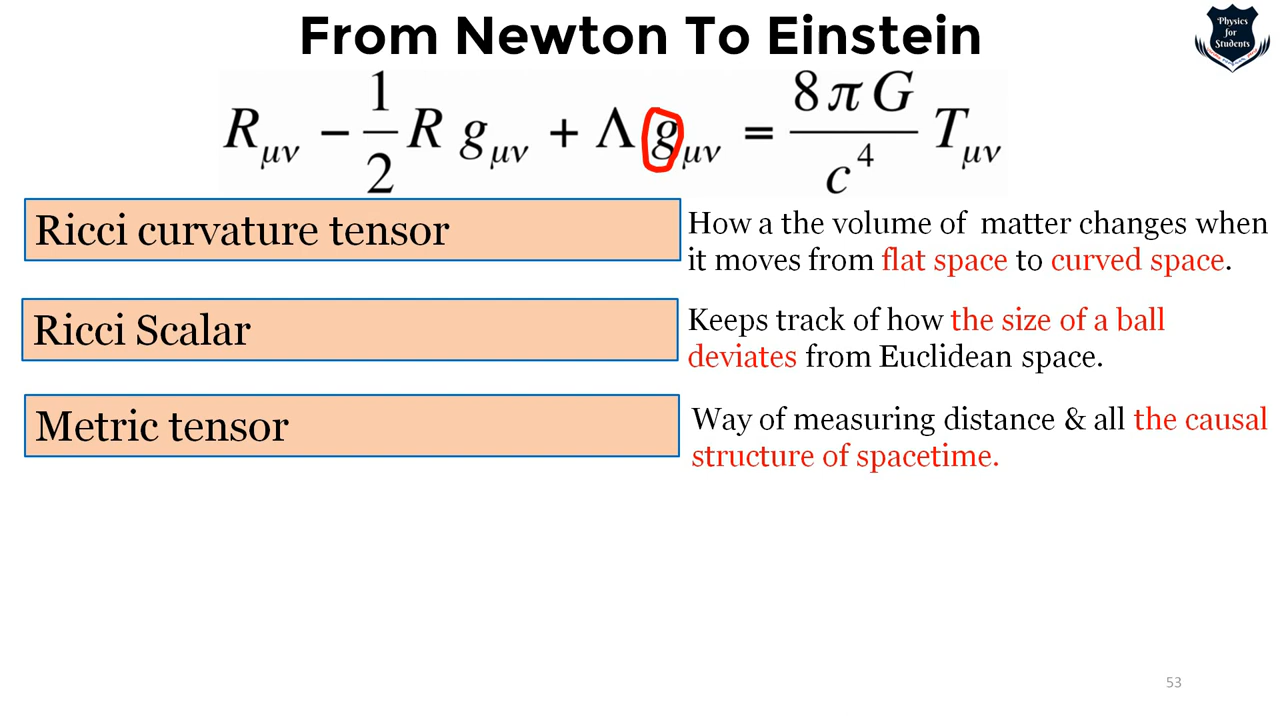 From Newton To Einstein
Physics
for
Students
R_μν − 1/2 R g_μν + Λ g_μν = 8πG/c^4 T_μν
Ricci curvature tensor
How a the volume of matter changes when
it moves from flat space to curved space.
Ricci Scalar
Keeps track of how the size of a ball
deviates from Euclidean space.
Metric tensor
Way of measuring distance & all the causal
structure of spacetime.
53